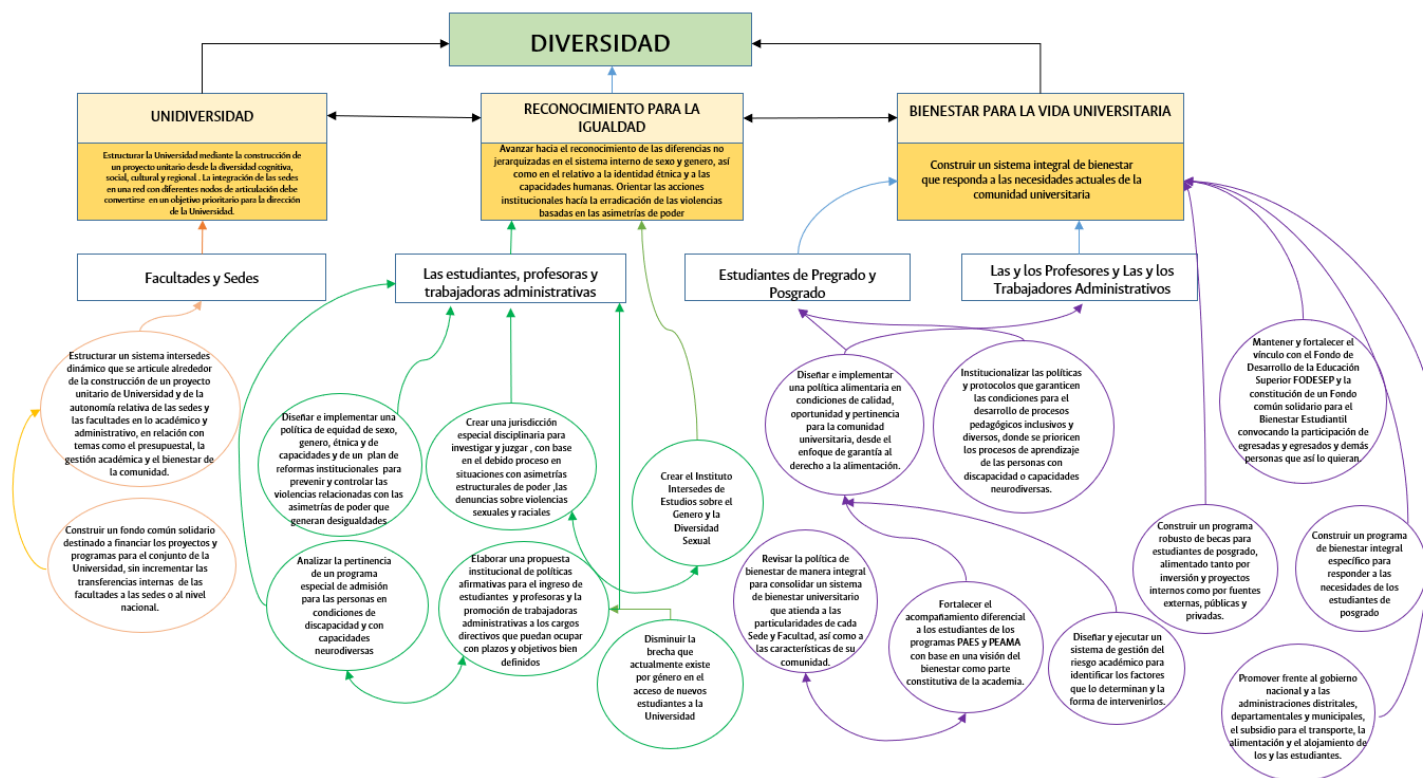 DIVERSIDAD
UNIDIVERSIDAD
Estructurar la Universidad mediante la construcción de
un proyecto unitario desde la diversidad cognitiva,
social, cultural y regional . La integración de las sedes
en una red con diferentes nodos de articulación debe
convertirse en un objetivo prioritario para la dirección
de la Universidad.
RECONOCIMIENTO PARA LA
IGUALDAD
Avanzar hacia el reconocimiento de las diferencias no
jerarquizadas en el sistema interno de sexo y genero, así
como en el relativo a la identidad étnica y a las
capacidades humanas. Orientar las acciones
institucionales hacía la erradicación de las violencias
basadas en las asimetrías de poder
BIENESTAR PARA LA VIDA UNIVERSITARIA
Construir un sistema integral de bienestar
que responda a las necesidades actuales de la
comunidad universitaria
Facultades y Sedes
Las estudiantes, profesoras y
trabajadoras administrativas
Estudiantes de Pregrado y
Posgrado
Las y los Profesores y Las y los
Trabajadores Administrativos
Estructurar un sistema intersedes
dinámico que se articule alrededor
de la construcción de un proyecto
unitario de Universidad y de la
autonomía relativa de las sedes y
las facultades en lo académico y
administrativo, en relación con
temas como el presupuestal, la
gestión académica y el bienestar de
la comunidad.
Construir un fondo común solidario
destinado a financiar los proyectos y
programas para el conjunto de la
Universidad, sin incrementar las
transferencias internas de las
facultades a las sedes o al nivel
nacional.
Diseñar e implementar una
política de equidad de sexo,
genero, étnica y de
capacidades y de un plan de
reformas institucionales para
prevenir y controlar las
violencias relacionadas con las
asimetrías de poder que
generan desigualdades
Crear una jurisdicción
especial disciplinaria para
investigar y juzgar , con base
en el debido proceso en
situaciones con asimetrías
estructurales de poder ,las
denuncias sobre violencias
sexuales y raciales
Crear el Instituto
Intersedes de
Estudios sobre el
Genero y la
Diversidad
Sexual
Analizar la pertinencia
de un programa
especial de admisión
para las personas en
condiciones de
discapacidad y con
capacidades
neurodiversas
Elaborar una propuesta
institucional de políticas
afirmativas para el ingreso de
estudiantes y profesoras y la
promoción de trabajadoras
administrativas a los cargos
directivos que puedan ocupar
con plazos y objetivos bien
definidos
Disminuir la
brecha que
actualmente existe
por género en el
acceso de nuevos
estudiantes a la
Universidad
Diseñar e implementar
una política alimentaria en
condiciones de calidad,
oportunidad y pertinencia
para la comunidad
universitaria, desde el
enfoque de garantía al
derecho a la alimentación.
Institucionalizar las políticas
y protocolos que garanticen
las condiciones para el
desarrollo de procesos
pedagógicos inclusivos y
diversos, donde se prioricen
los procesos de aprendizaje
de las personas con
discapacidad o capacidades
neurodiversas.
Mantener y fortalecer el
vínculo con el Fondo de
Desarrollo de la Educación
Superior FODESEP y la
constitución de un Fondo
común solidario para el
Bienestar Estudiantil
convocando la participación de
egresadas y egresados y demás
personas que así lo quieran.
Revisar la política de
bienestar de manera integral
para consolidar un sistema
de bienestar universitario
que atienda a las
particularidades de cada
Sede y Facultad, así como a
las características de su
comunidad.
Fortalecer el
acompañamiento diferencial
a los estudiantes de los
programas PAES y PEAMA
con base en una visión del
bienestar como parte
constitutiva de la academia.
Diseñar y ejecutar un
sistema de gestión del
riesgo académico para
identificar los factores
que lo determinan y la
forma de intervenirlos.
Construir un programa
robusto de becas para
estudiantes de posgrado,
alimentado tanto por
inversión y proyectos
internos como por fuentes
externas, públicas y
privadas.
Construir un programa
de bienestar integral
específico para
responder a las
necesidades de los
estudiantes de
posgrado
Promover frente al gobierno
nacional y a las
administraciones distritales,
departamentales y municipales,
el subsidio para el transporte, la
alimentación y el alojamiento de
los y las estudiantes.